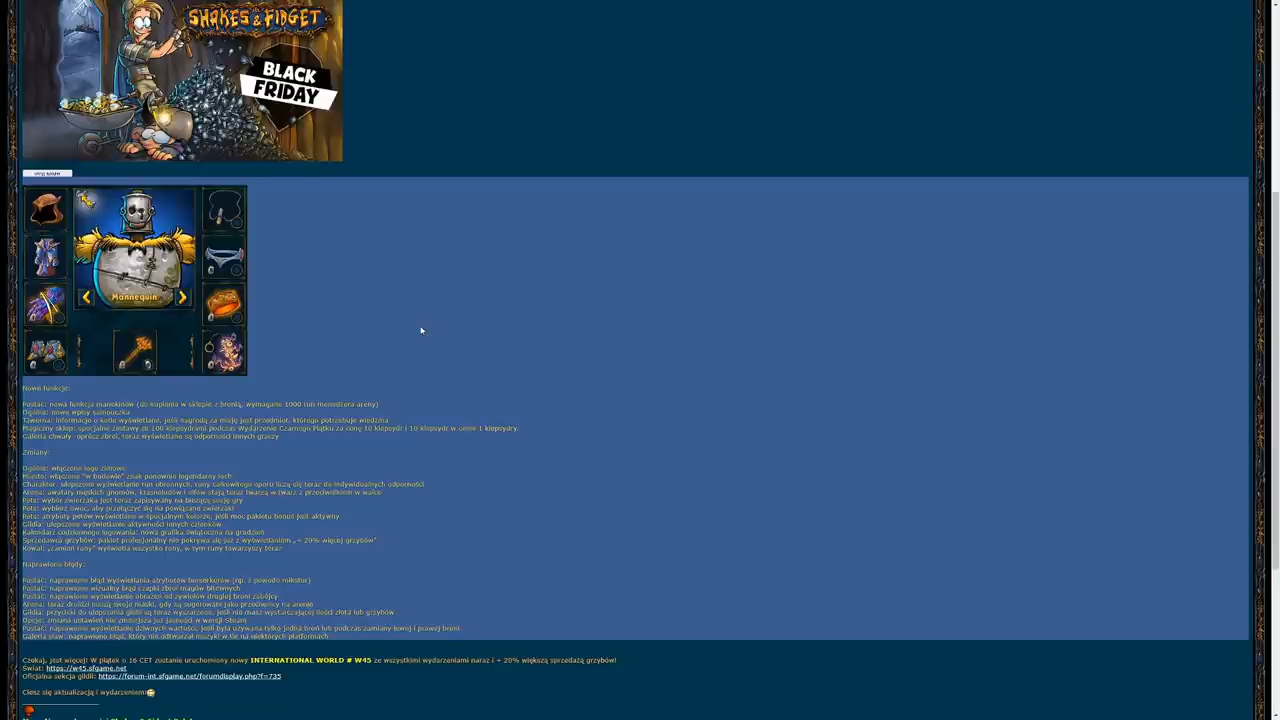 SHAKES & FIDGET
BLACK
FRIDAY
Mannequin
Nowe funkcje:
Postać: nowa funkcja manekinów (do kupienia w sklepie z bronią, wymagane 1000 run menedżera areny)
Ogólne: nowe wpisy samouczka
Tawerna: informacje o kotle wyświetlane, jeśli nagrodą za misję jest przedmiot, którego potrzebuje wiedźma
Magiczny sklep: specjalne zestawy ze 100 klepsydrami podczas Wydarzenie Czarnego Piątku za cenę 10 klepsydr i 10 klepsydr w cenie 1 klepsydry.
Galeria chwały -oprócz zbroi, teraz wyświetlane są odporności innych graczy
Zmiany:
Ogólne: włączone logo zimowe
Miasto: włączone "w budowie" znak ponownie legendarny loch
Charakter: ulepszone wyświetlanie run obronnych, runy całkowitego oporu liczą się teraz do indywidualnych odporności
Arena: awatary męskich gnomów, krasnoludów i elfów stają teraz twarzą w twarz z przeciwnikiem w walce
Pets: wybór zwierzaka jest teraz zapisywany na bieżącą sesję gry
Pets: wybierz owoc, aby przełączyć się na powiązane zwierzaki
Pets: atrybuty petów wyświetlane w specjalnym kolorze, jeśli moc pakietu bonus jest aktywny
Gildia: ulepszone wyświetlanie aktywności innych członków
Kalendarz codziennego logowania: nowa grafika świąteczna na grudzień
Sprzedawca grzybów: pakiet profesjonalny nie pokrywa się już z wyświetlaniem „+ 20% więcej grzybów"
Kowal: „zamień runy" wyświetla wszystko runy, w tym runy towarzyszy teraz
Naprawione błędy:
Postać: naprawiono błąd wyświetlania atrybutów berserkerów (np. z powodu mikstur)
Postać: naprawiono wizualny błąd czapki zbroi magów bitewnych
Postać: naprawiono wyświetlanie obrażeń od żywiołów drugiej broni zabójcy
Arena: teraz druidzi noszą swoje maski, gdy są sugerowani jako przeciwnicy na arenie
Gildia: przyciski do ulepszania gildii są teraz wyszarzone, jeśli nie masz wystarczającej ilości złota lub grzybów
Opcje: zmiana ustawień nie zmniejsza już jasności w wersji Steam
Postać: naprawiono wyświetlanie dziwnych wartości, jeśli była używana tylko jedna broń lub podczas zamiany lewej i prawej broni
Galeria sław: naprawiono błąd, który nie odtwarzał muzyki w tle na niektórych platformach
Czekaj, jest więcej! W piątek o 16 CET zostanie uruchomiony nowy INTERNATIONAL WORLD # W45 ze wszystkimi wydarzeniami naraz i + 20% większą sprzedażą grzybów!
Świat: https://w45.sfgame.net
Oficjalna sekcja gildii: https://forum-int.sfgame.net/forumdisplay.php?f=735
Ciesz się aktualizacją i wydarzeniami!